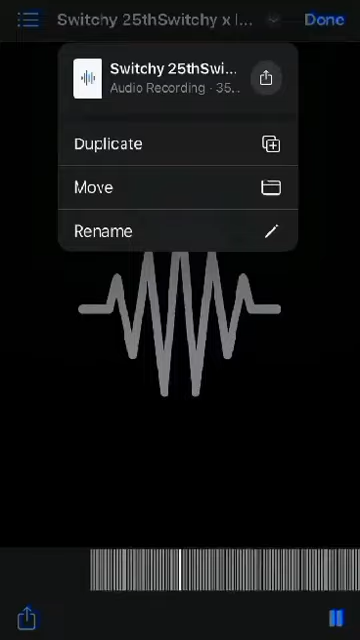 Switchy 25thSwitchy x I...
Done
Switchy 25thSwi...
Audio Recording · 35...
Duplicate
Move
Rename